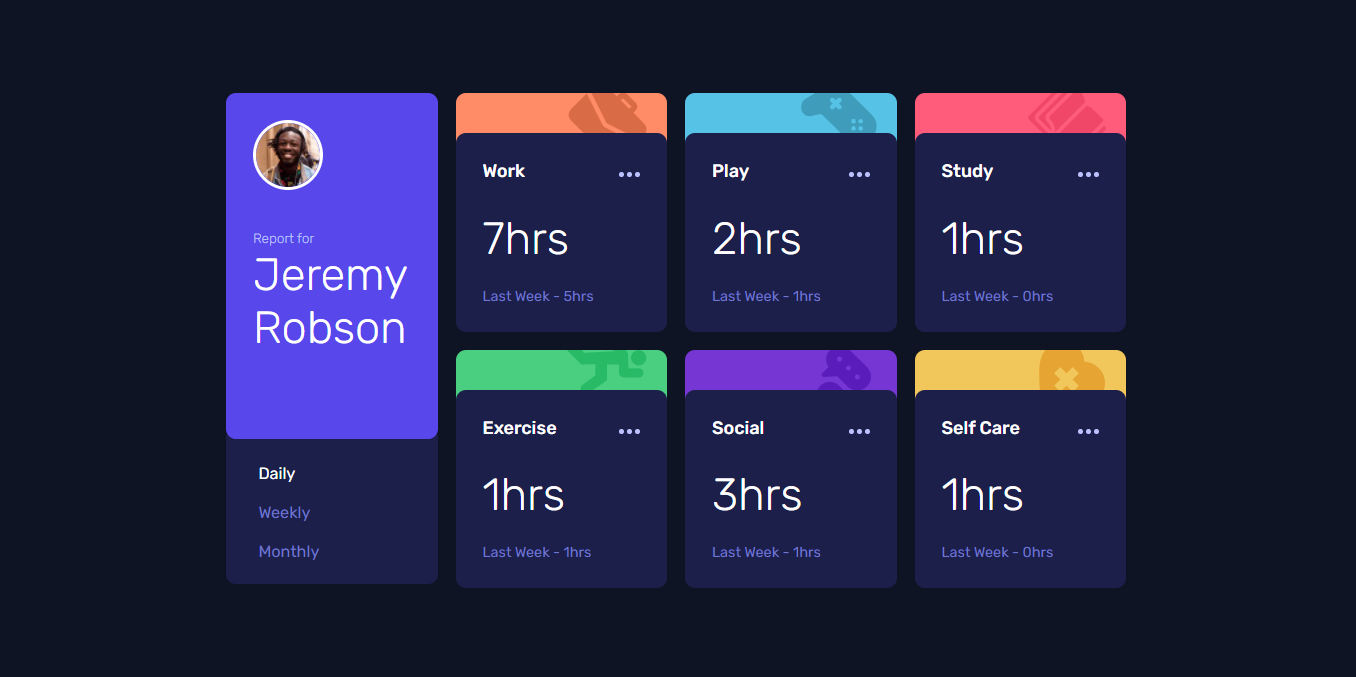 Report for
Jeremy
Robson
Daily
Weekly
Monthly
Work
7hrs
Last Week - 5hrs
Play
2hrs
Last Week - 1hrs
Study
1hrs
Last Week - 0hrs
Exercise
1hrs
Last Week - 1hrs
Social
3hrs
Last Week - 1hrs
Self Care
1hrs
Last Week - 0hrs